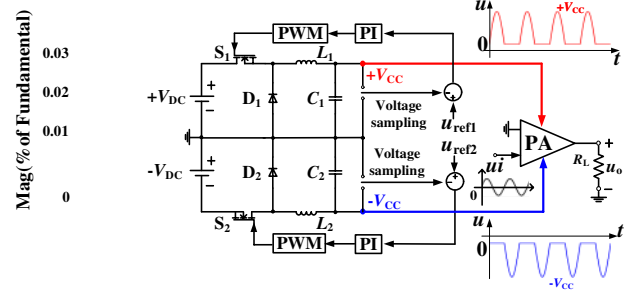 Mag(% of Fundamental)
0.03
0.02
0.01
0
S1
PWM
PI
L1
+VCC
+VDC
+
−
D1
C1
Voltage
sampling
-
+
uref1
uref2
-VDC
+
−
D2
C2
Voltage
sampling
-
+
S2
L2
-VCC
PWM
PI
u
+VCC
0
t
PA
ui
0
RL
+
uo
−
u
t
0
-VCC